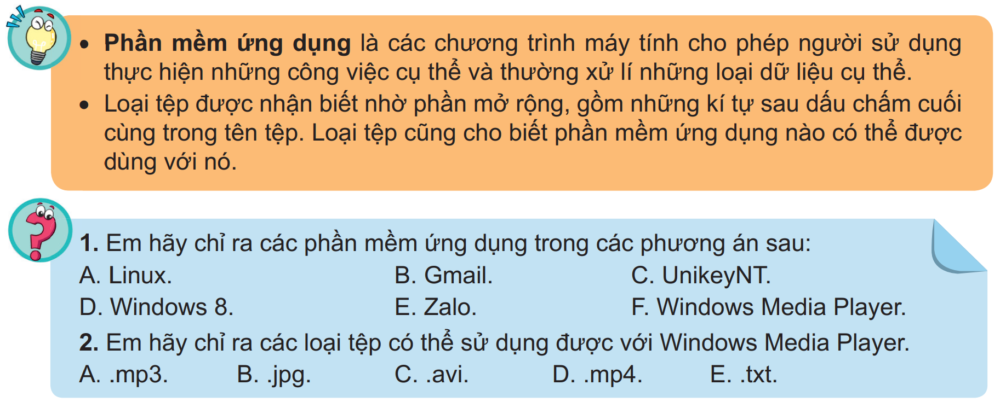 • Phần mềm ứng dụng là các chương trình máy tính cho phép người sử dụng
thực hiện những công việc cụ thể và thường xử lí những loại dữ liệu cụ thể.
• Loại tệp được nhận biết nhờ phần mở rộng, gồm những kí tự sau dấu chấm cuối
cùng trong tên tệp. Loại tệp cũng cho biết phần mềm ứng dụng nào có thể được
dùng với nó.
1. Em hãy chỉ ra các phần mềm ứng dụng trong các phương án sau:
A. Linux. B. Gmail. C. UnikeyNT.
D. Windows 8. E. Zalo. F. Windows Media Player.
2. Em hãy chỉ ra các loại tệp có thể sử dụng được với Windows Media Player.
A. .mp3. B. .jpg. C. .avi. D. .mp4. E. .txt.